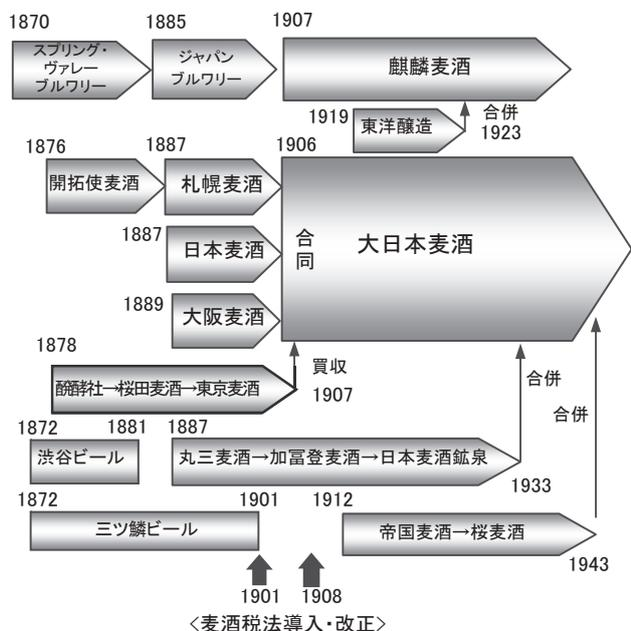 1870
1885
1907
スプリング・
ヴァレー
ブルワリー
ジャパン
ブルワリー
麒麟麦酒
1919
東洋醸造
合併
1923
1876
1887
1906
開拓使麦酒
札幌麦酒
1887
日本麦酒
合同
大日本麦酒
1889
大阪麦酒
1878
醗酵社→桜田麦酒→東京麦酒
買収
1907
合併
合併
1872
1881
1887
渋谷ビール
丸三麦酒→加冨登麦酒→日本麦酒鉱泉
1933
1872
1901
1912
三ツ鱗ビール
帝国麦酒→桜麦酒
1943
1901
1908
<麦酒税法導入・改正>